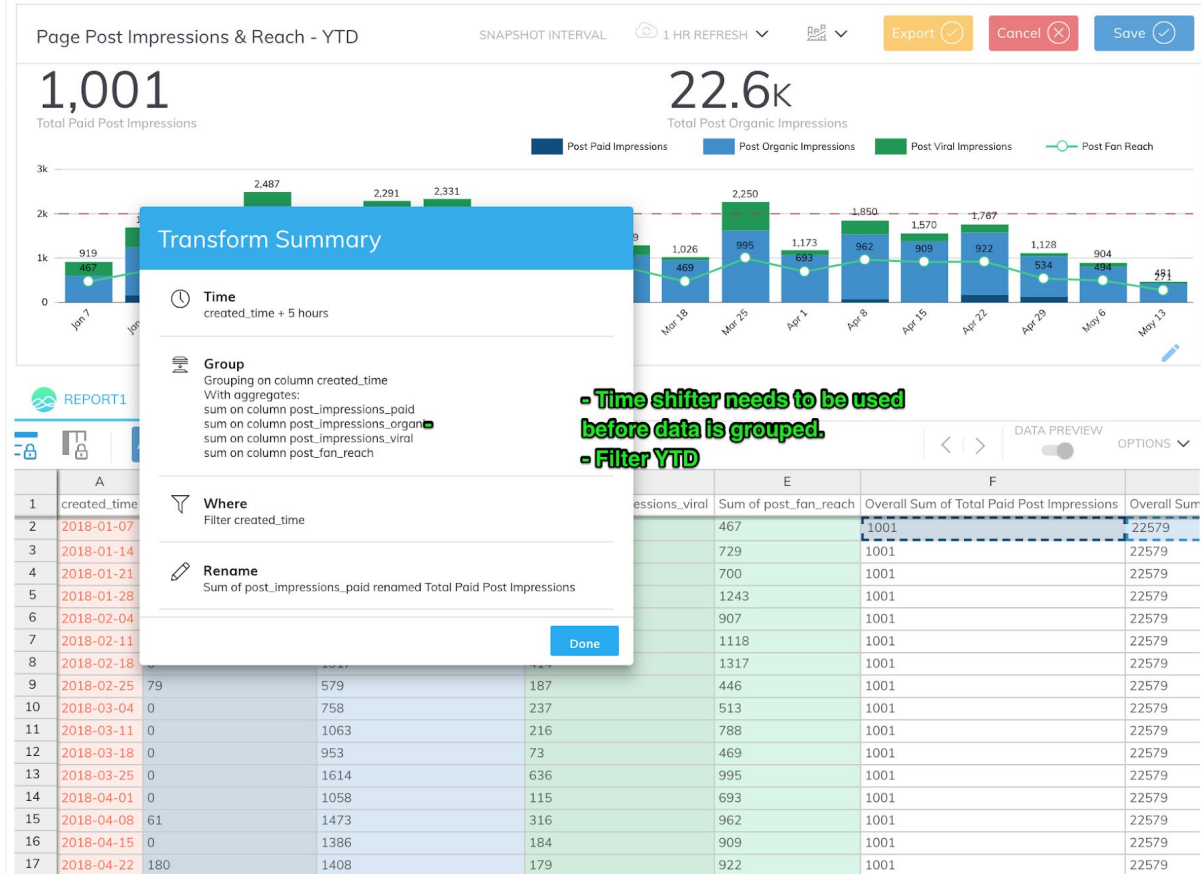 Page Post Impressions & Reach - YTD
SNAPSHOT INTERVAL
1 HR REFRESH
Export
Cancel
Save
1,001
Total Paid Post Impressions
22.6K
Total Post Organic Impressions
Post Paid Impressions
Post Organic Impressions
Post Viral Impressions
Post Fan Reach
3k
2k
1k
0
919
467
2,487
2,291
2,331
1,026
469
2,250
995
1,173
693
1,850
962
1,570
909
1,767
922
1,128
534
904
494
481
271
Jan 7
Mar 18
Mar 25
Apr 1
Apr 8
Apr 15
Apr 22
Apr 29
May 6
May 13
Transform Summary
Time
created_time + 5 hours
Group
Grouping on column created_time
With aggregates:
sum on column post_impressions_paid
sum on column post_impressions_organi
sum on column post_impressions_viral
sum on column post_fan_reach
Where
Filter created_time
Rename
Sum of post_impressions_paid renamed Total Paid Post Impressions
Done
- Time shifter needs to be used
before data is grouped.
- Filter YTD
REPORT1
DATA PREVIEW
OPTIONS
A E F
1 created_time essions_viral Sum of post_fan_reach Overall Sum of Total Paid Post Impressions Overall Sum
2 2018-01-07 467 1001 22579
3 2018-01-14 729 1001 22579
4 2018-01-21 700 1001 22579
5 2018-01-28 1243 1001 22579
6 2018-02-04 907 1001 22579
7 2018-02-11 1118 1001 22579
8 2018-02-18 1317 1001 22579
9 2018-02-25 79 579 187 446 1001 22579
10 2018-03-04 0 758 237 513 1001 22579
11 2018-03-11 0 1063 216 788 1001 22579
12 2018-03-18 0 953 73 469 1001 22579
13 2018-03-25 0 1614 636 995 1001 22579
14 2018-04-01 0 1058 115 693 1001 22579
15 2018-04-08 61 1473 316 962 1001 22579
16 2018-04-15 0 1386 184 909 1001 22579
17 2018-04-22 180 1408 179 922 1001 22579